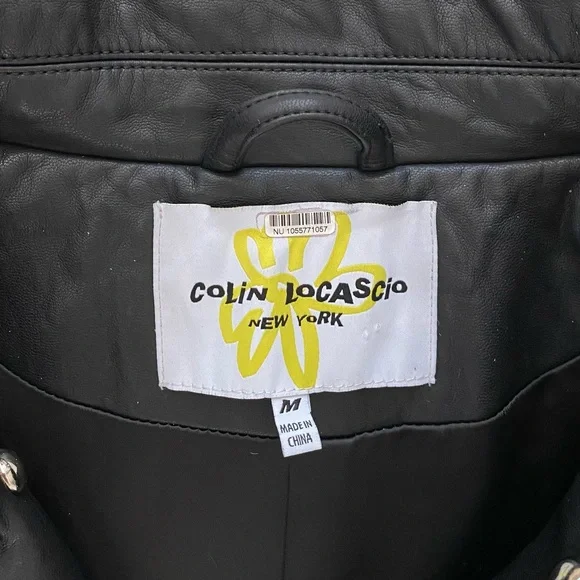 NU 1055771057
COLiN LOCASCiO
NEW YORK
M
MADE IN
CHINA